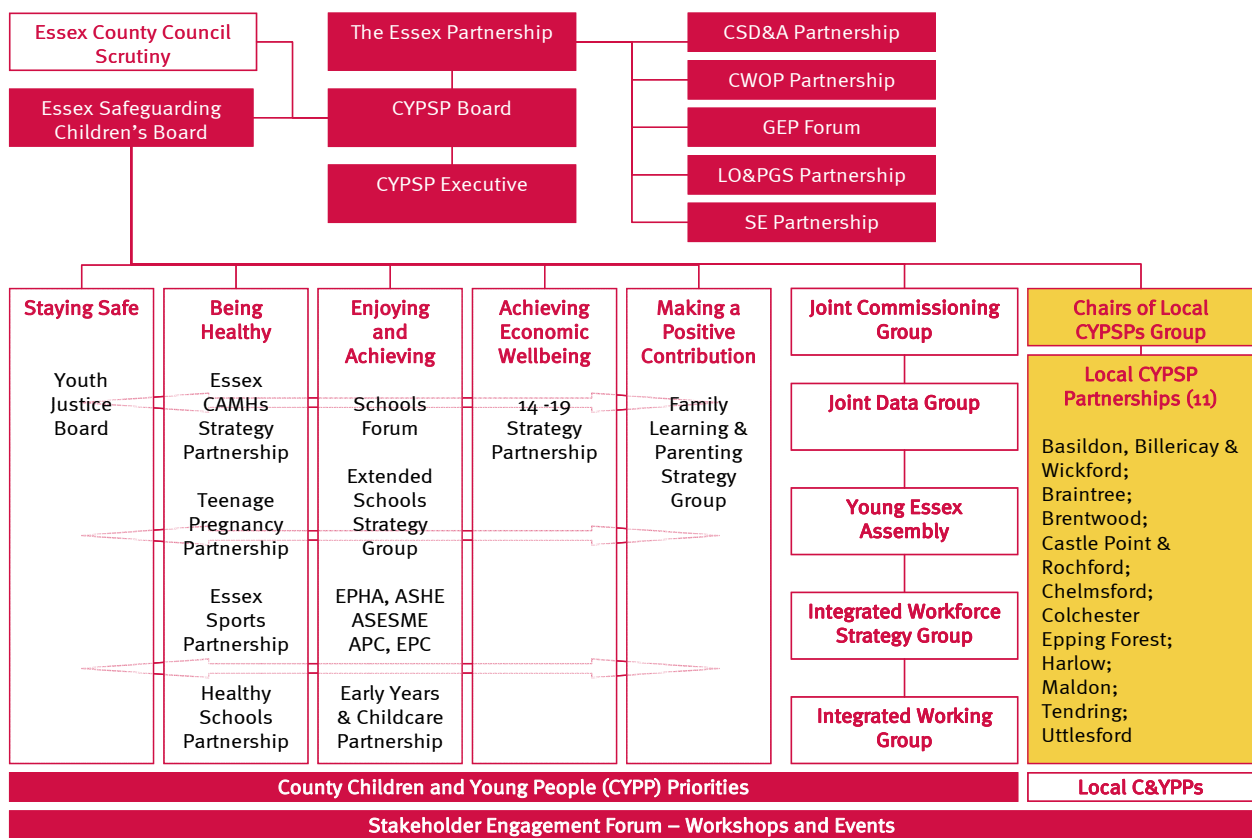 Essex County Council
Scrutiny
The Essex Partnership
CSD&A Partnership
CWOP Partnership
Essex Safeguarding
Children's Board
CYPSP Board
GEP Forum
CYPSP Executive
LO&PGS Partnership
SE Partnership
Staying Safe
Youth
Justice
Board
Being
Healthy
Essex
CAMHs
Strategy
Partnership
Teenage
Pregnancy
Partnership
Essex
Sports
Partnership
Healthy
Schools
Partnership
Enjoying
and
Achieving
Schools
Forum
Extended
Schools
Strategy
Group
EPHA, ASHE
ASESME
APC, EPC
Early Years
& Childcare
Partnership
Achieving
Economic
Wellbeing
14 -19
Strategy
Partnership
Making a
Positive
Contribution
Family
Learning &
Parenting
Strategy
Group
Joint Commissioning
Group
Joint Data Group
Young Essex
Assembly
Integrated Workforce
Strategy Group
Integrated Working
Group
Chairs of Local
CYPSPs Group
Local CYPSP
Partnerships (11)
Basildon, Billericay &
Wickford;
Braintree;
Brentwood;
Castle Point &
Rochford;
Chelmsford;
Colchester
Epping Forest;
Harlow;
Maldon;
Tendring;
Uttlesford
County Children and Young People (CYPP) Priorities
Local C&YPPs
Stakeholder Engagement Forum – Workshops and Events